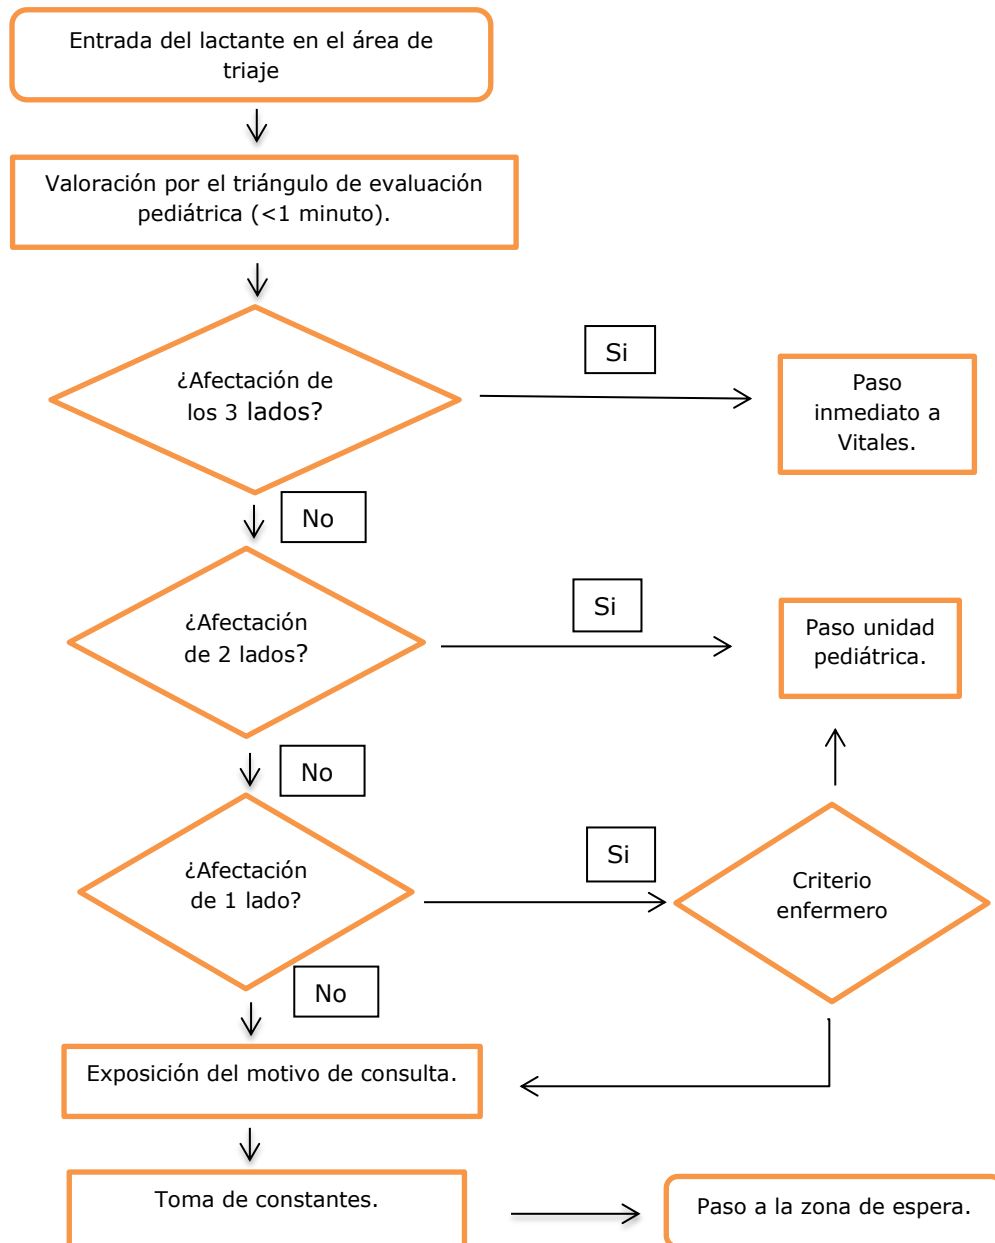 Entrada del lactante en el área de
triaje
Valoración por el triángulo de evaluación
pediátrica (<1 minuto).
¿Afectación de
los 3 lados?
Si
Paso
inmediato a
Vitales.
No
¿Afectación
de 2 lados?
Si
Paso unidad
pediátrica.
No
¿Afectación
de 1 lado?
Si
Criterio
enfermero
No
Exposición del motivo de consulta.
Toma de constantes.
Paso a la zona de espera.